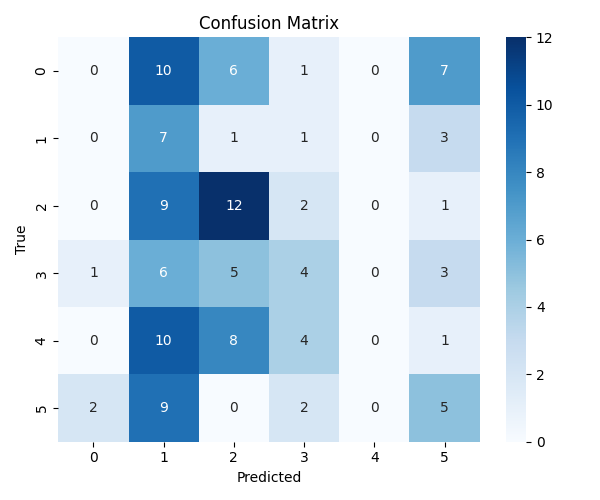 Confusion Matrix
0 0 10 6 1 0 7
1 0 7 1 1 0 3
2 0 9 12 2 0 1
3 1 6 5 4 0 3
4 0 10 8 4 0 1
5 2 9 0 2 0 5
0 1 2 3 4 5
True
Predicted
12
10
8
6
4
2
0